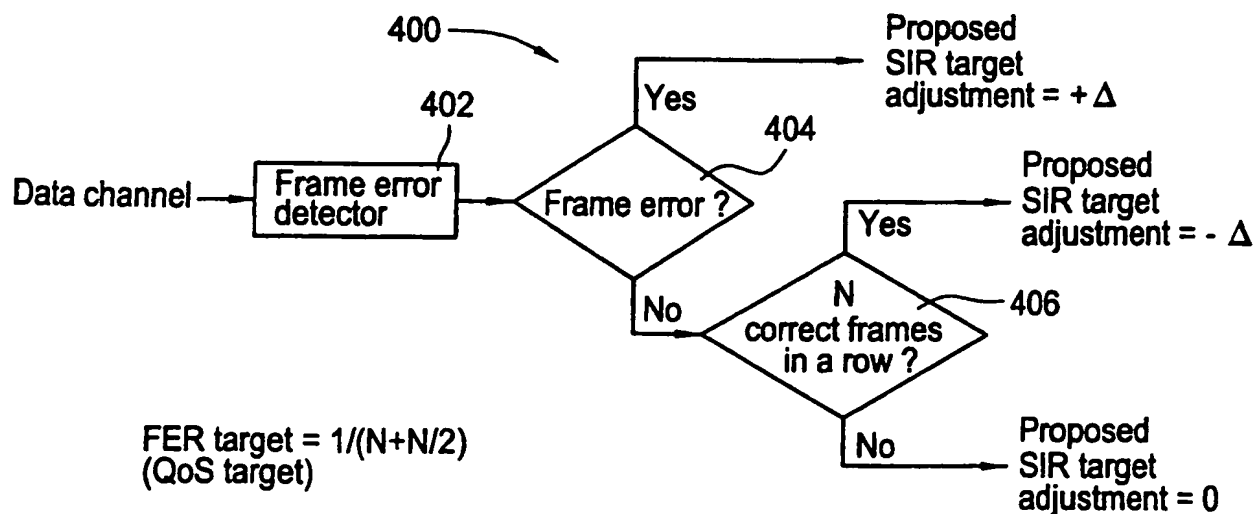 400
Proposed
SIR target
adjustment = + Δ
Yes
402
404
Data channel
Frame error
detector
Frame error ?
Proposed
SIR target
adjustment = - Δ
Yes
No
N
correct frames
in a row ?
406
FER target = 1/(N+N/2)
(QoS target)
No
Proposed
SIR target
adjustment = 0